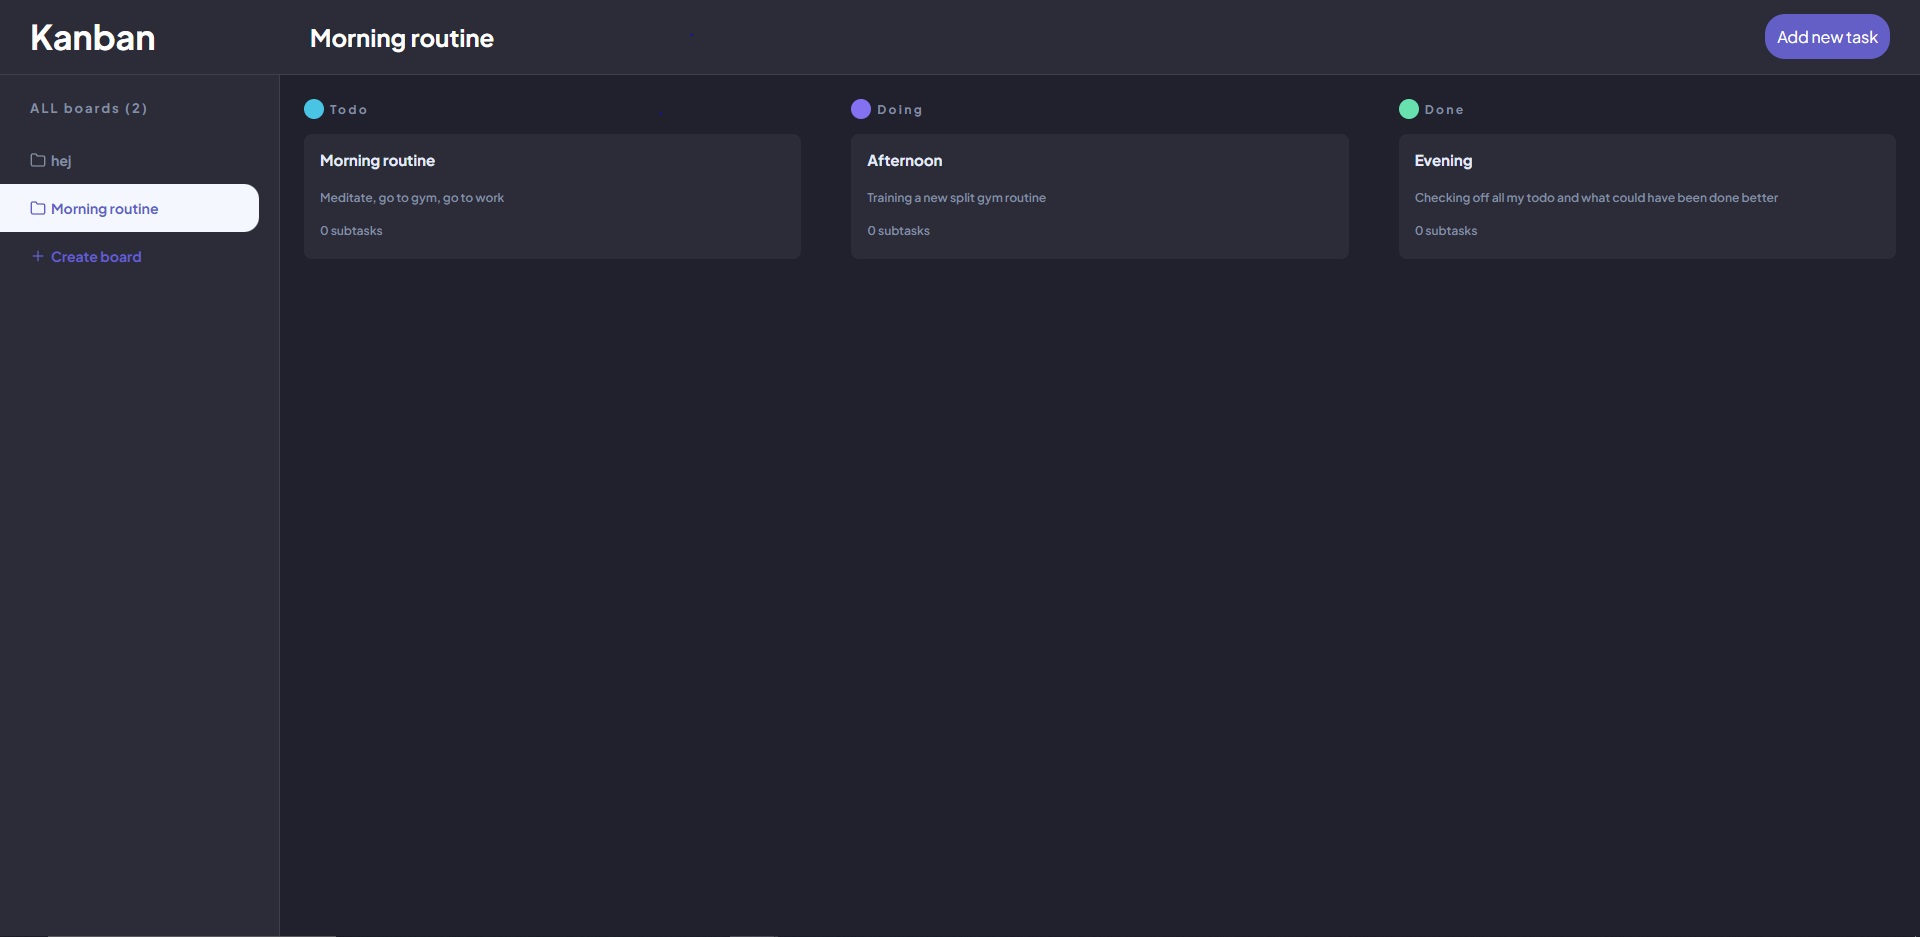 Kanban
Morning routine
Add new task
ALL boards (2)
hej
Morning routine
Create board
Todo
Morning routine
Meditate, go to gym, go to work
0 subtasks
Doing
Afternoon
Training a new split gym routine
0 subtasks
Done
Evening
Checking off all my todo and what could have been done better
0 subtasks